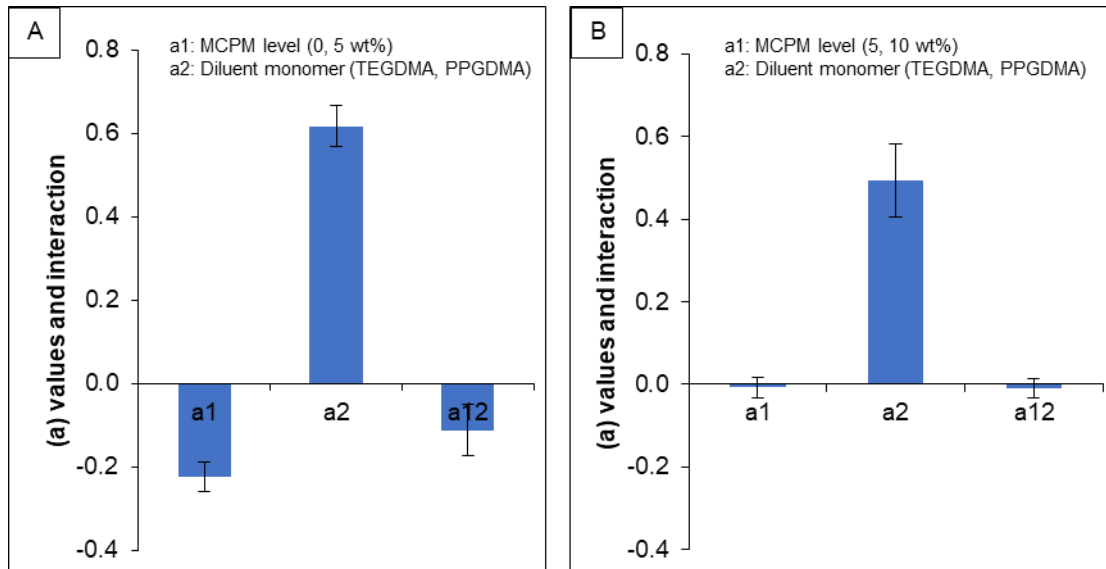 A
a1: MCPM level (0, 5 wt%)
a2: Diluent monomer (TEGDMA, PPGDMA)
(a) values and interaction
0.8
0.6
0.4
0.2
0.0
-0.2
-0.4
a1
a2
a12
B
a1: MCPM level (5, 10 wt%)
a2: Diluent monomer (TEGDMA, PPGDMA)
(a) values and interaction
0.8
0.6
0.4
0.2
0.0
-0.2
-0.4
a1
a2
a12